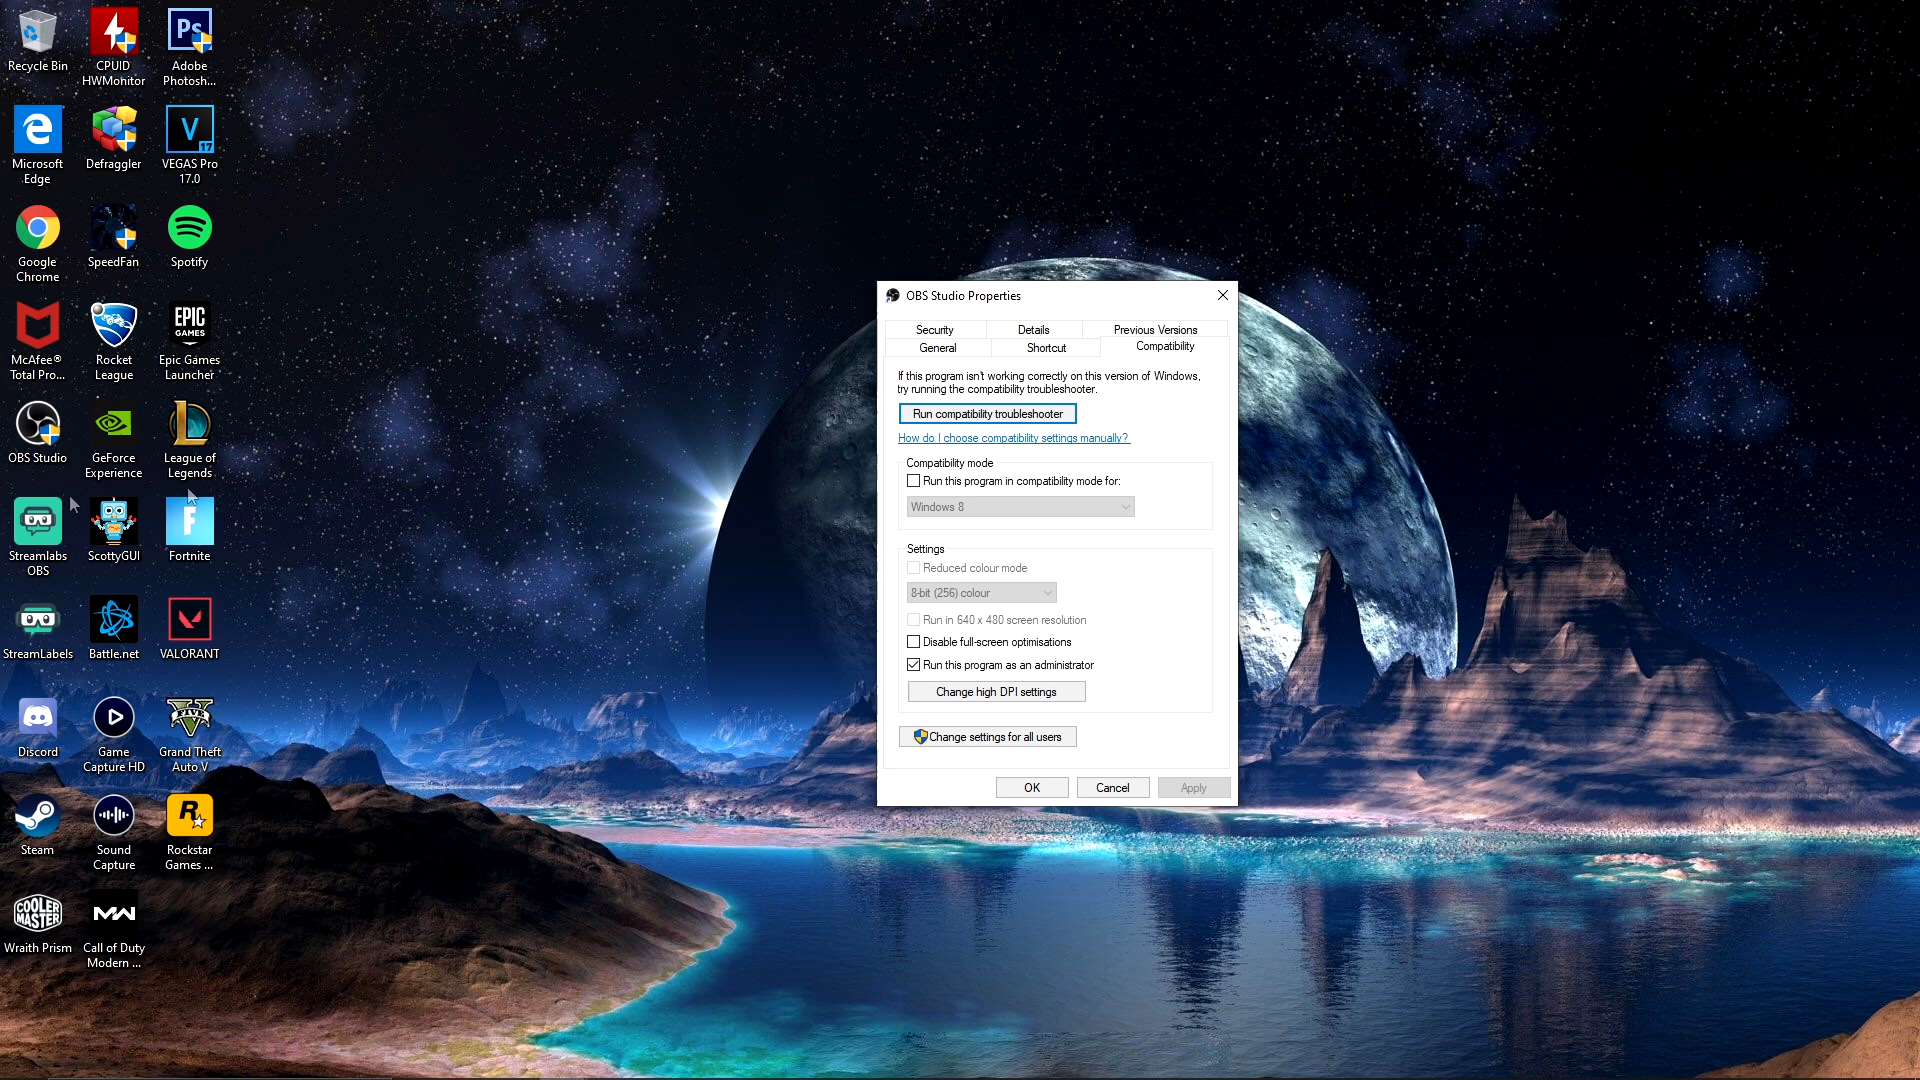 Recycle Bin
CPUID
HWMonitor
Ps
Adobe
Photosh...
Microsoft
Edge
Defraggler
V
17
VEGAS Pro
17.0
Google
Chrome
SpeedFan
Spotify
McAfee®
Total Pro...
Rocket
League
EPIC
GAMES
Epic Games
Launcher
OBS Studio
GeForce
Experience
L
League of
Legends
Streamlabs
OBS
ScottyGUI
F
Fortnite
StreamLabels
Battle.net
VALORANT
Discord
Game
Capture HD
V
FIVE
Grand Theft
Auto V
Steam
Sound
Capture
R
Rockstar
Games ...
COOLER
MASTER
Wraith Prism
MW
Call of Duty
Modern ...
OBS Studio Properties
Security
Details
Previous Versions
General
Shortcut
Compatibility
If this program isn't working correctly on this version of Windows,
try running the compatibility troubleshooter.
Run compatibility troubleshooter
How do I choose compatibility settings manually?
Compatibility mode
Run this program in compatibility mode for:
Windows 8
Settings
Reduced colour mode
8-bit (256) colour
Run in 640 x 480 screen resolution
Disable full-screen optimisations
Run this program as an administrator
Change high DPI settings
Change settings for all users
OK
Cancel
Apply